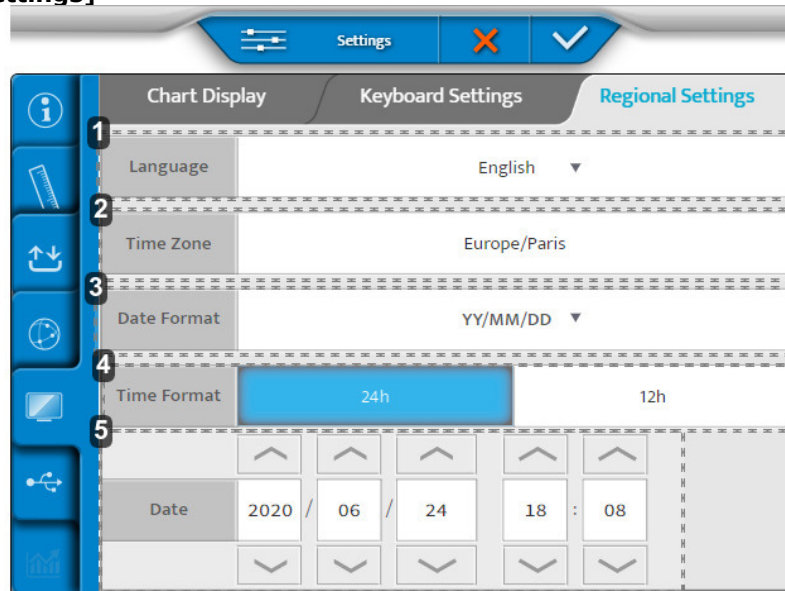 Settings
Chart Display Keyboard Settings Regional Settings
1
Language English
2
Time Zone Europe/Paris
3
Date Format YY/MM/DD
4
Time Format 24h 12h
5
Date 2020 / 06 / 24 18 : 08